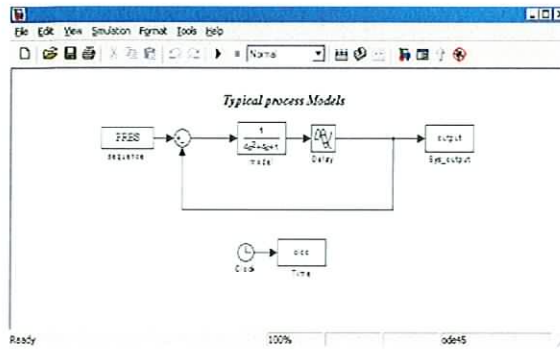 File Edit View Simulation Format Tools Help
Normal
Typical process Models
PRBS
sequence
1
4s²+4s+1
model
Delay
output
Sys_output
Clock
Time
Ready 100% ode45